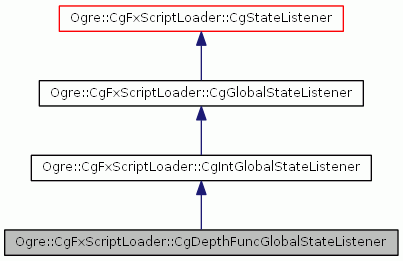 Ogre::CgFxScriptLoader::CgStateListener
Ogre::CgFxScriptLoader::CgGlobalStateListener
Ogre::CgFxScriptLoader::CgIntGlobalStateListener
Ogre::CgFxScriptLoader::CgDepthFuncGlobalStateListener